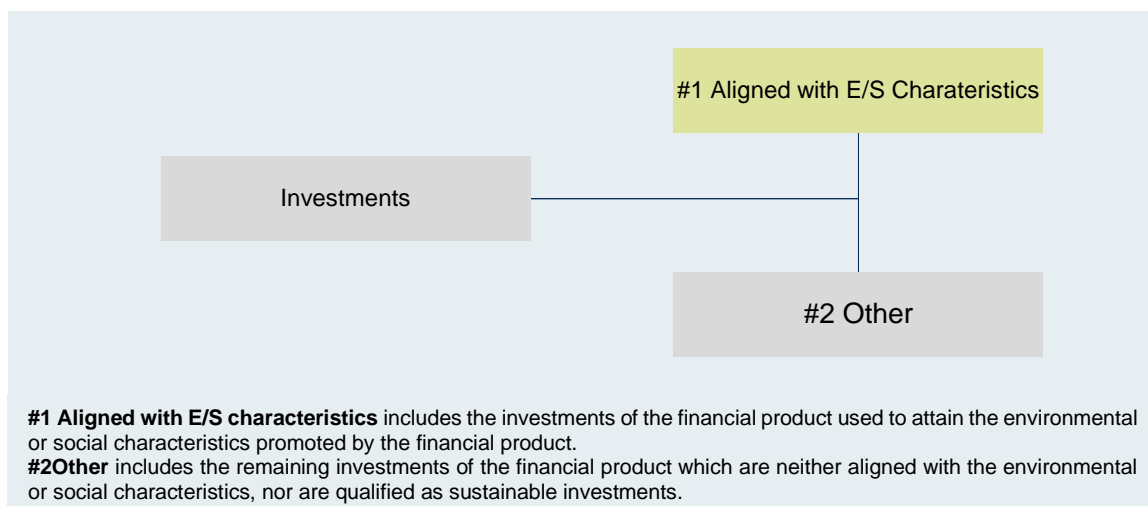 #1 Aligned with E/S Charateristics
Investments
#2 Other
#1 Aligned with E/S characteristics includes the investments of the financial product used to attain the environmental
or social characteristics promoted by the financial product.
#2Other includes the remaining investments of the financial product which are neither aligned with the environmental
or social characteristics, nor are qualified as sustainable investments.